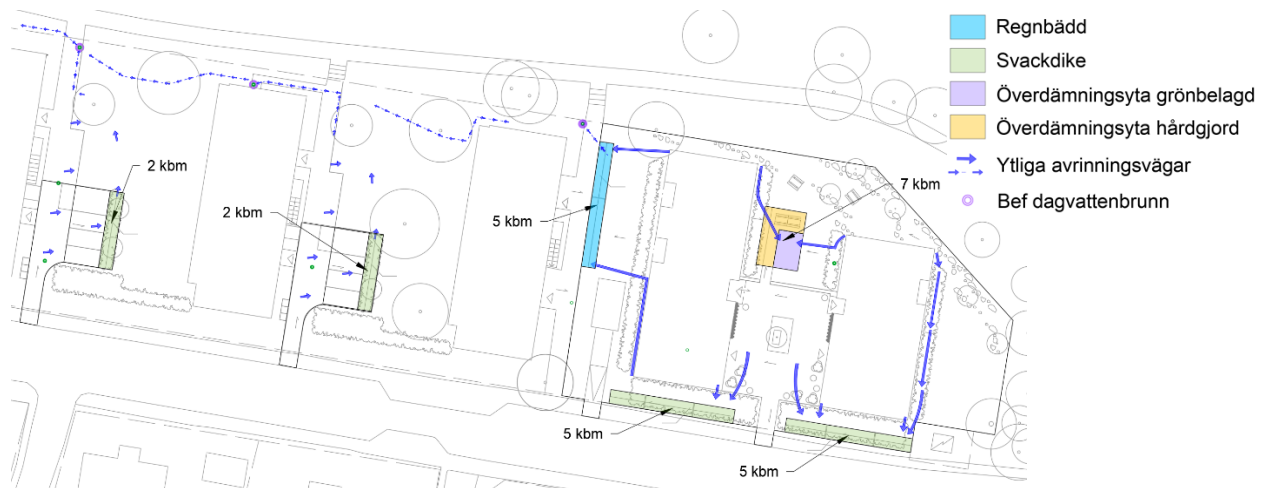 Regnbädd
Svackdike
Överdämningsyta grönbelagd
Överdämningsyta hårdgjord
Ytliga avrinningsvägar
Bef dagvattenbrunn
2 kbm
2 kbm
5 kbm
7 kbm
5 kbm
5 kbm